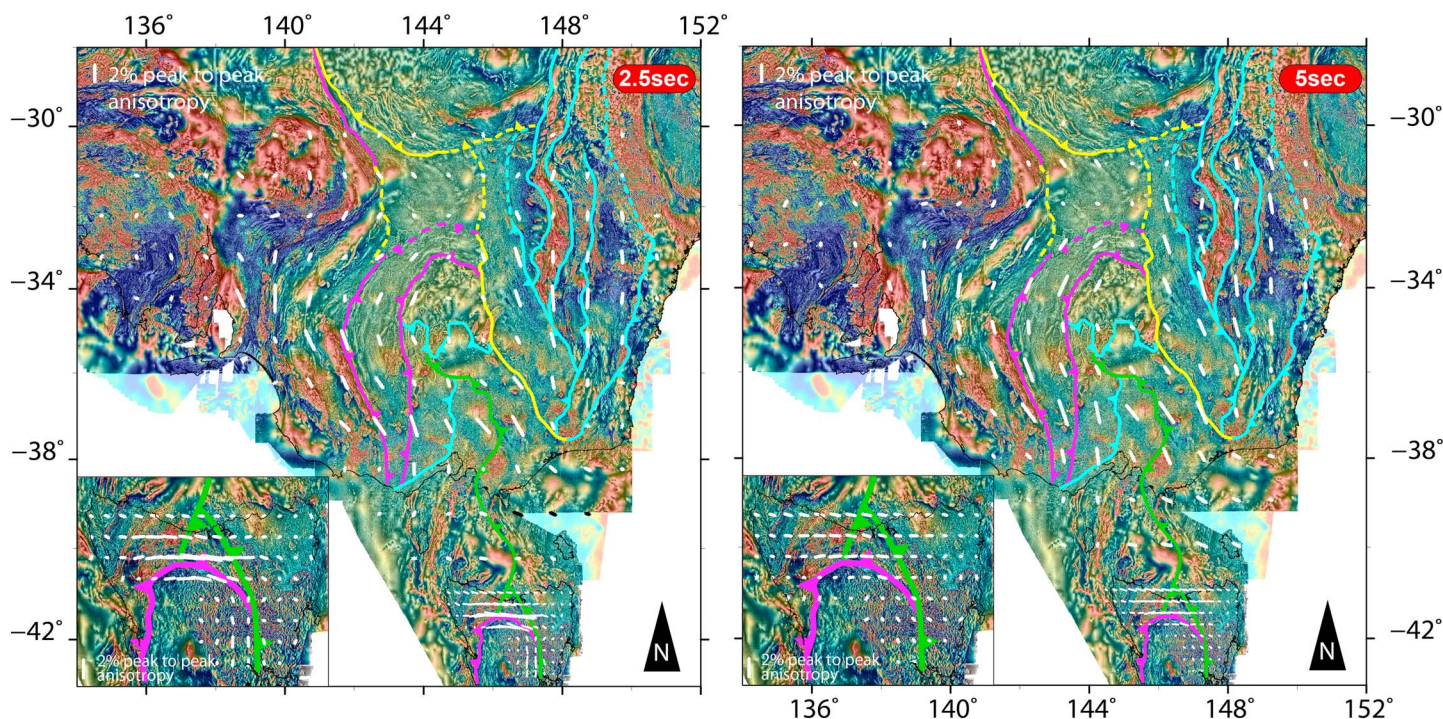 136˚ 140˚ 144˚ 148˚ 152˚
2% peak to peak
anisotropy
2.5sec
−30˚
−34˚
−38˚
−42˚
2% peak to peak
anisotropy
N
2% peak to peak
anisotropy
5sec
−30˚
−34˚
−38˚
−42˚
2% peak to peak
anisotropy
N
136˚ 140˚ 144˚ 148˚ 152˚